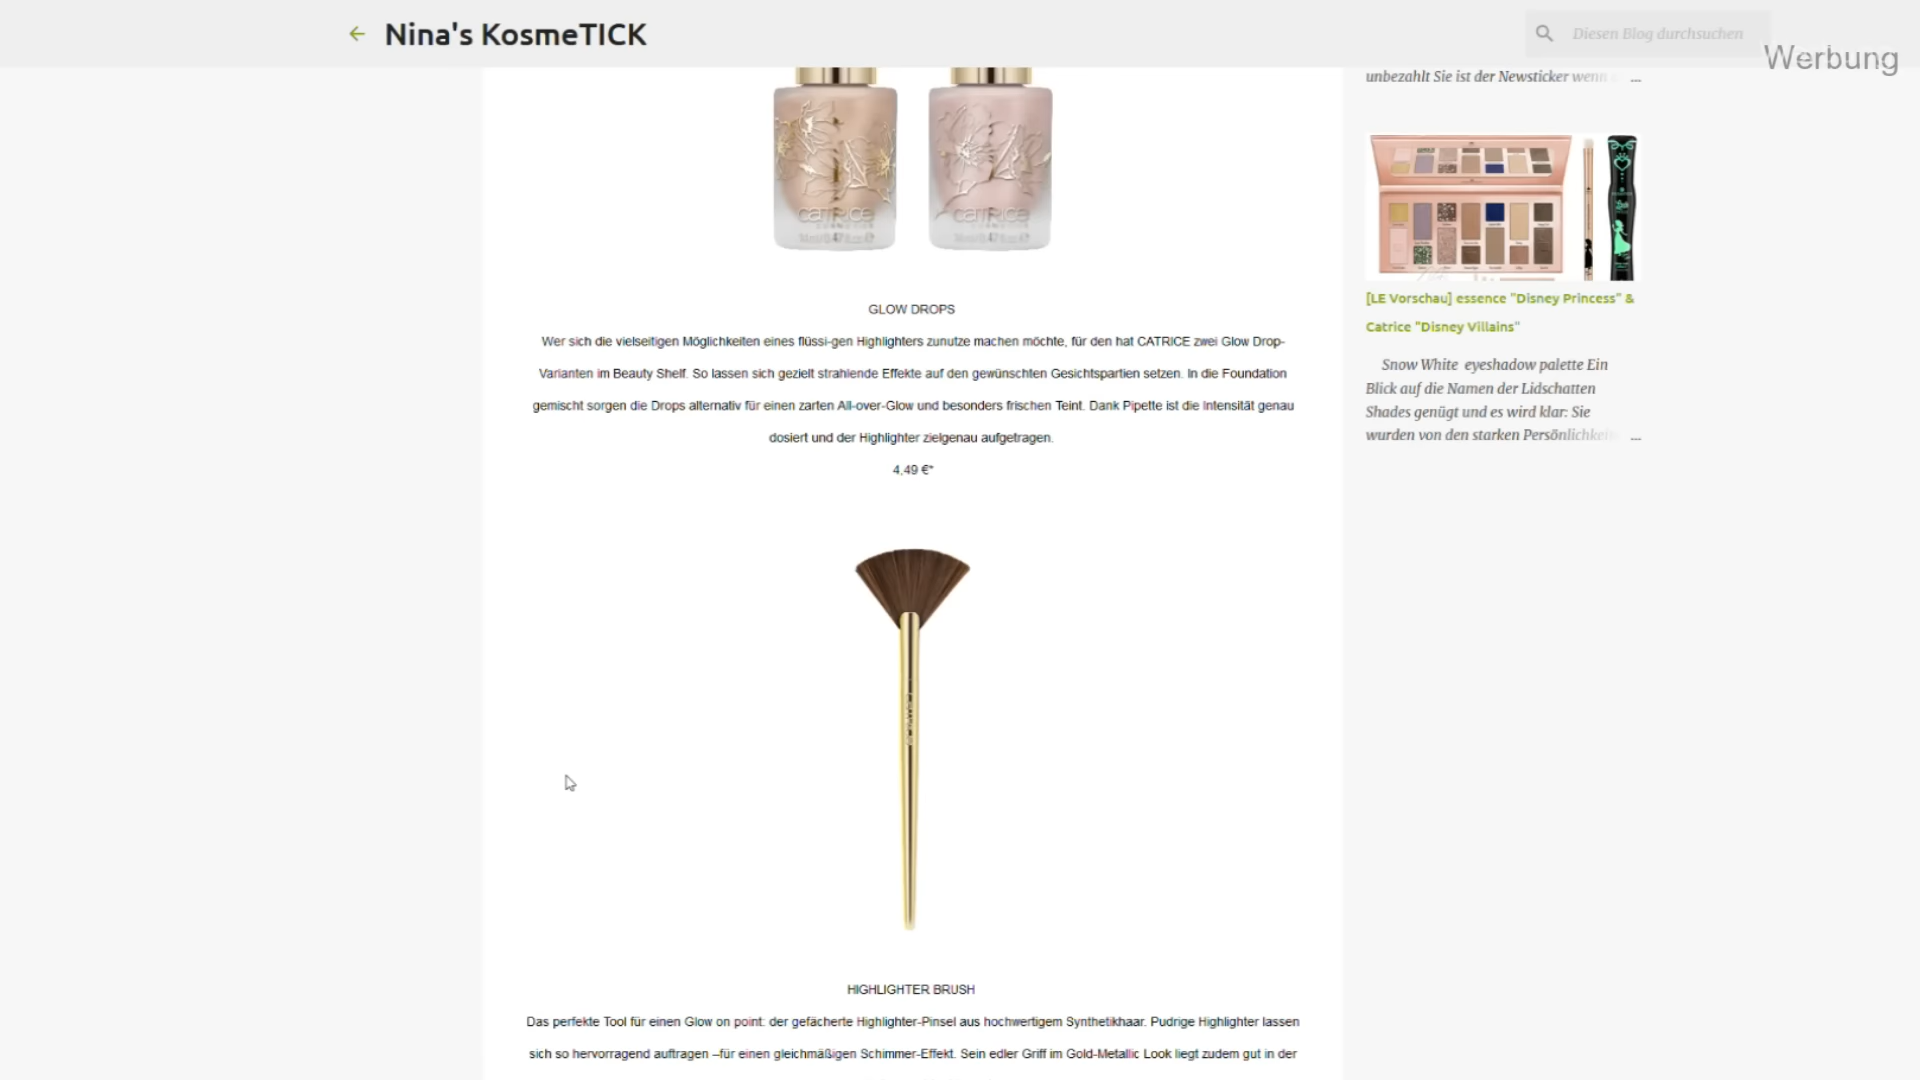 Nina's KosmeTICK
Diesen Blog durchsuchen
Werbung
unbezahlt Sie ist der Newsticker wenn
...
CATRICE
CATRICE
GLOW DROPS
Wer sich die vielseitigen Möglichkeiten eines flüssi-gen Highlighters zunutze machen möchte, für den hat CATRICE zwei Glow Drop-
Varianten im Beauty Shelf. So lassen sich gezielt strahlende Effekte auf den gewünschten Gesichtspartien setzen. In die Foundation
gemischt sorgen die Drops alternativ für einen zarten All-over-Glow und besonders frischen Teint. Dank Pipette ist die Intensität genau
dosiert und der Highlighter zielgenau aufgetragen.
4,49 €*
HIGHLIGHTER BRUSH
Das perfekte Tool für einen Glow on point: der gefächerte Highlighter-Pinsel aus hochwertigem Synthetikhaar. Pudrige Highlighter lassen
sich so hervorragend auftragen –für einen gleichmäßigen Schimmer-Effekt. Sein edler Griff im Gold-Metallic Look liegt zudem gut in der
[LE Vorschau] essence "Disney Princess" &
Catrice "Disney Villains"
Snow White eyeshadow palette Ein
Blick auf die Namen der Lidschatten
Shades genügt und es wird klar: Sie
wurden von den starken Persönlichkeit
...